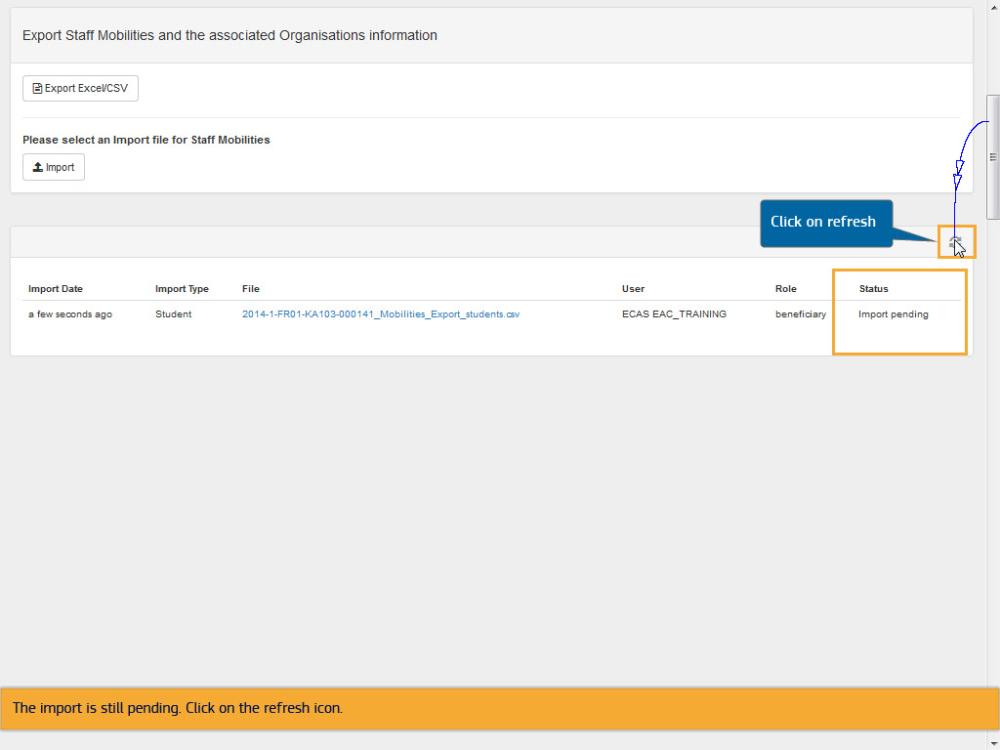 Export Staff Mobilities and the associated Organisations information
Export Excel/CSV
Please select an Import file for Staff Mobilities
Import
Click on refresh
Import Date Import Type File User Role Status
a few seconds ago Student 2014-1-FR01-KA103-000141_Mobilities_Export_students.csv ECAS EAC_TRAINING beneficiary Import pending
The import is still pending. Click on the refresh icon.